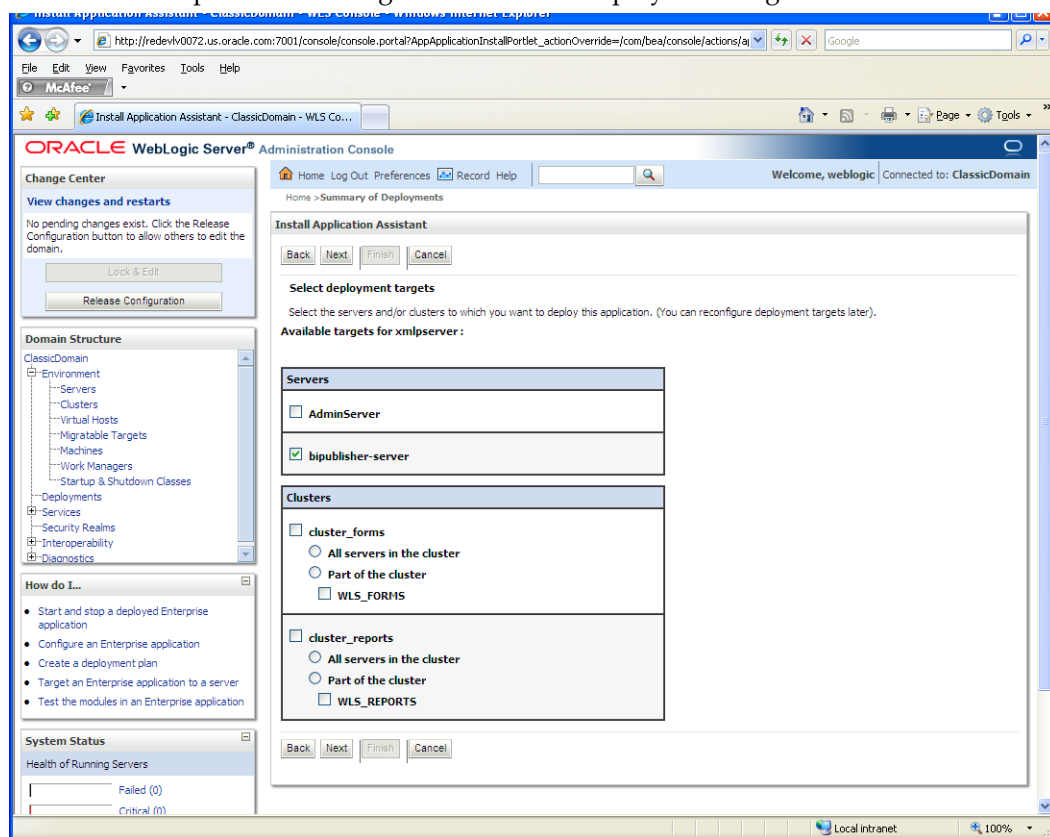 Install Application Assistant - ClassicDomain - WLS Console - Windows Internet Explorer
http://redevlv0072.us.oracle.com:7001/console/console.portal?AppApplicationInstallPortlet_actionOverride=/com/bea/console/actions/a
Google
File Edit View Favorites Tools Help
McAfee
Install Application Assistant - ClassicDomain - WLS Co...
Page Tools »
ORACLE WebLogic Server® Administration Console
Change Center
View changes and restarts
No pending changes exist. Click the Release
Configuration button to allow others to edit the
domain.
Lock & Edit
Release Configuration
Domain Structure
ClassicDomain
Environment
Servers
Clusters
Virtual Hosts
Migratable Targets
Machines
Work Managers
Startup & Shutdown Classes
Deployments
Services
Security Realms
Interoperability
Diagnostics
How do I...
Start and stop a deployed Enterprise
application
Configure an Enterprise application
Create a deployment plan
Target an Enterprise application to a server
Test the modules in an Enterprise application
System Status
Health of Running Servers
Failed (0)
Critical (0)
Home Log Out Preferences Record Help
Welcome, weblogic Connected to: ClassicDomain
Home >Summary of Deployments
Install Application Assistant
Back Next Finish Cancel
Select deployment targets
Select the servers and/or clusters to which you want to deploy this application. (You can reconfigure deployment targets later).
Available targets for xmlpserver :
Servers
AdminServer
bipublisher-server
Clusters
cluster_forms
All servers in the cluster
Part of the cluster
WLS_FORMS
cluster_reports
All servers in the cluster
Part of the cluster
WLS_REPORTS
Back Next Finish Cancel
Local intranet 100%